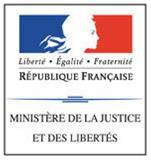 Liberté • Égalité • Fraternité
RÉPUBLIQUE FRANÇAISE
MINISTÈRE DE LA JUSTICE
ET DES LIBERTÉS